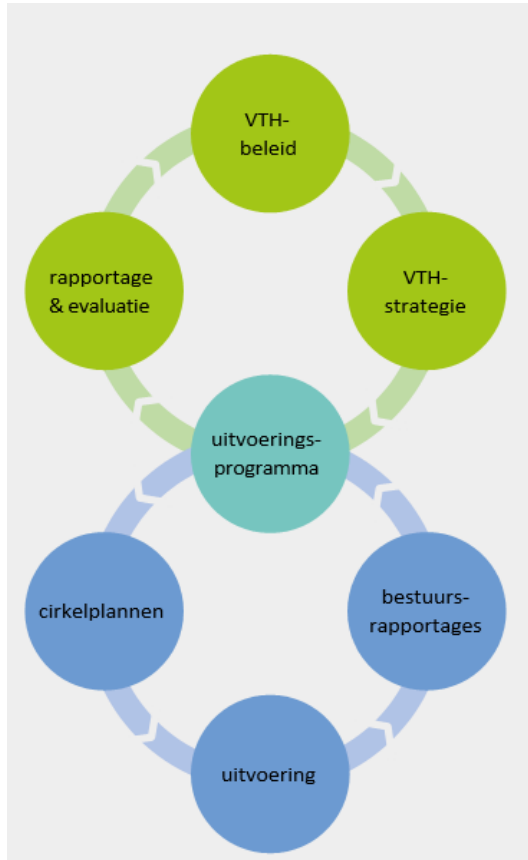 VTH-
beleid
rapportage
& evaluatie
VTH-
strategie
uitvoerings-
programma
cirkelplannen
bestuurs-
rapportages
uitvoering